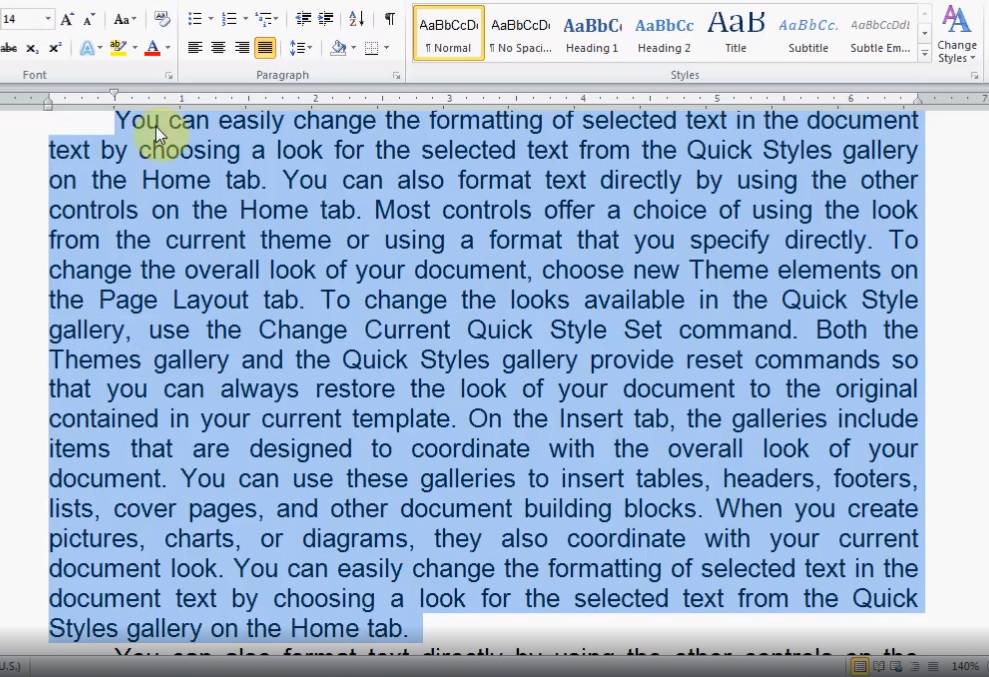 14 Aa
abc x₂ x² A ab A
Font Paragraph Styles
AaBbCcDc AaBbCcDc AaBbC AaBbCc AaB AaBbCc. AaBbCcDdl
¶ Normal ¶ No Spaci... Heading 1 Heading 2 Title Subtitle Subtle Em...
Change
Styles
1 2 3 4 5 6 7
You can easily change the formatting of selected text in the document
text by choosing a look for the selected text from the Quick Styles gallery
on the Home tab. You can also format text directly by using the other
controls on the Home tab. Most controls offer a choice of using the look
from the current theme or using a format that you specify directly. To
change the overall look of your document, choose new Theme elements on
the Page Layout tab. To change the looks available in the Quick Style
gallery, use the Change Current Quick Style Set command. Both the
Themes gallery and the Quick Styles gallery provide reset commands so
that you can always restore the look of your document to the original
contained in your current template. On the Insert tab, the galleries include
items that are designed to coordinate with the overall look of your
document. You can use these galleries to insert tables, headers, footers,
lists, cover pages, and other document building blocks. When you create
pictures, charts, or diagrams, they also coordinate with your current
document look. You can easily change the formatting of selected text in the
document text by choosing a look for the selected text from the Quick
Styles gallery on the Home tab.
You can also format text directly by using the other controls on the
U.S.) 140%